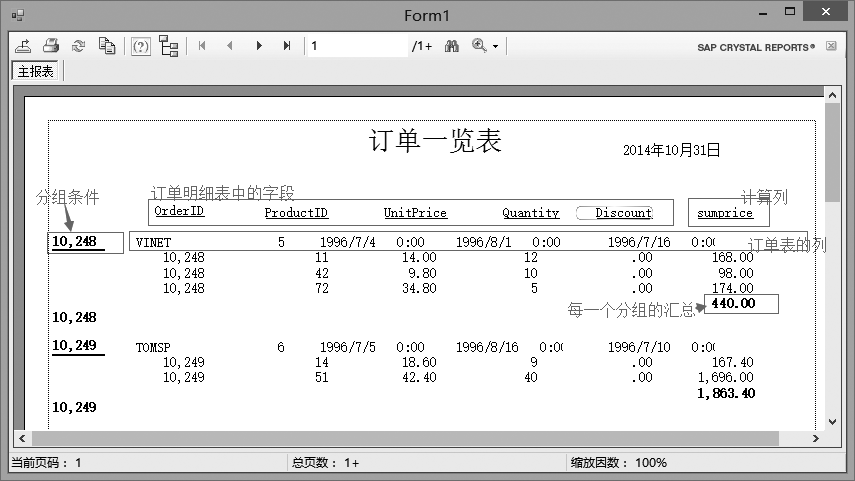 Form1
1 /1+ SAP CRYSTAL REPORTS®
主报表
订单一览表
2014年10月31日
分组条件 订单明细表中的字段 计算列
OrderID ProductID UnitPrice Quantity Discount sumprice
10,248 VINET 5 1996/7/4 0:00 1996/8/1 0:00 1996/7/16 0:00 订单表的列
10,248 11 14.00 12 .00 168.00
10,248 42 9.80 10 .00 98.00
10,248 72 34.80 5 .00 174.00
每一个分组的汇总 440.00
10,248
10,249 TOMSP 6 1996/7/5 0:00 1996/8/16 0:00 1996/7/10 0:00
10,249 14 18.60 9 .00 167.40
10,249 51 42.40 40 .00 1,696.00
1,863.40
10,249
当前页码： 1 总页数： 1+ 缩放因数： 100%